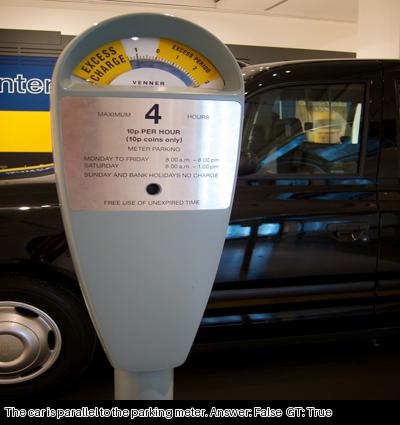 inter
EXCESS CHARGE
EXCESS PERIOD
VENNER
MAXIMUM 4 HOURS
10p PER HOUR
(10p coins only)
METER PARKING
MONDAY TO FRIDAY 8.00 a.m. – 6.00 pm
SATURDAY 8.00 a.m. – 1.00 pm
SUNDAY AND BANK HOLIDAYS NO CHARGE
FREE USE OF UNEXPIRED TIME
The car is parallel to the parking meter. Answer: False GT: True